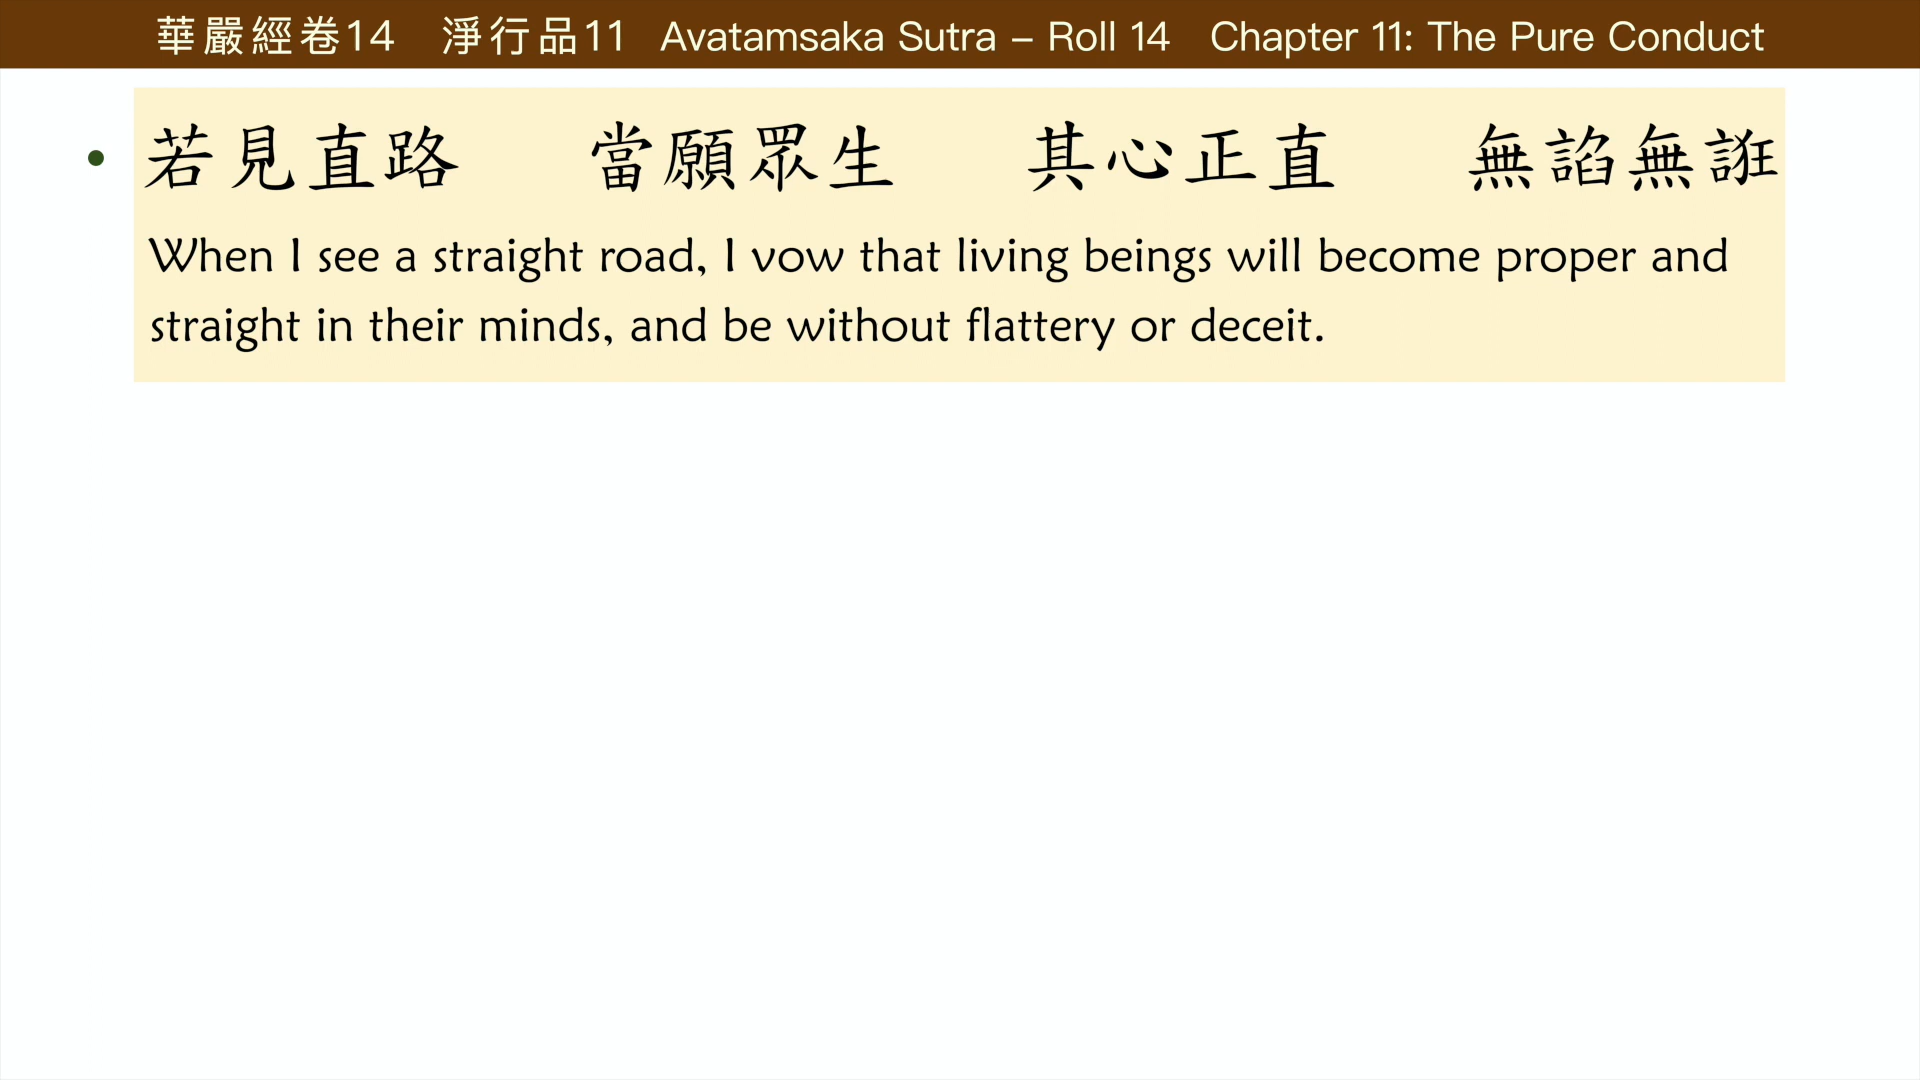 華嚴經卷14 淨行品11 Avatamsaka Sutra – Roll 14 Chapter 11: The Pure Conduct
• 若見直路 當願眾生 其心正直 無諂無誑
When I see a straight road, I vow that living beings will become proper and
straight in their minds, and be without flattery or deceit.